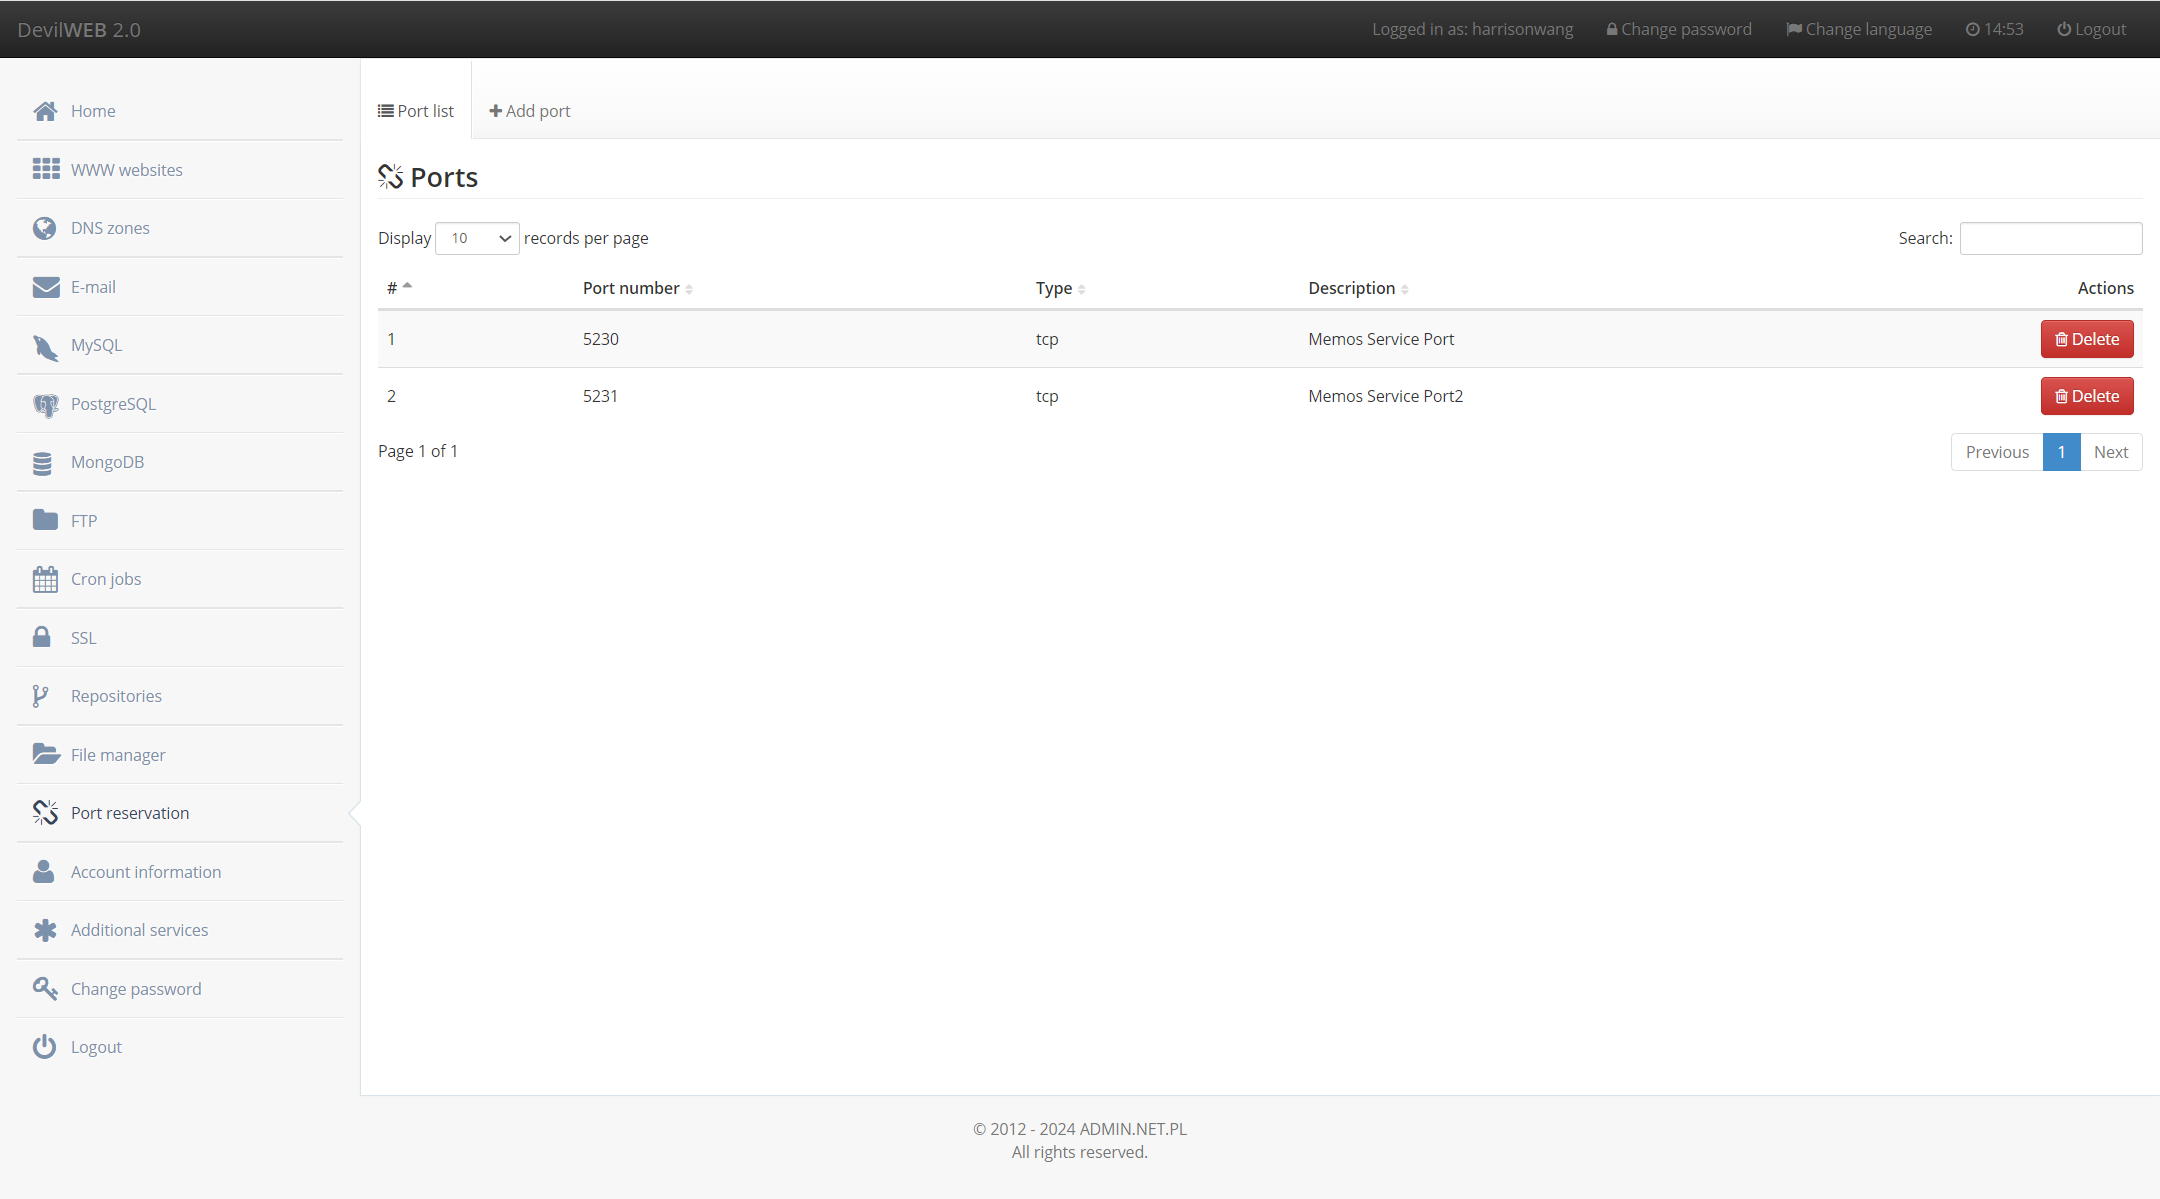 DevilWEB 2.0
Logged in as: harrisonwang Change password Change language 14:53 Logout
Home
WWW websites
DNS zones
E-mail
MySQL
PostgreSQL
MongoDB
FTP
Cron jobs
SSL
Repositories
File manager
Port reservation
Account information
Additional services
Change password
Logout
Port list Add port
Ports
Display 10 records per page Search:
# Port number Type Description Actions
1 5230 tcp Memos Service Port Delete
2 5231 tcp Memos Service Port2 Delete
Page 1 of 1 Previous 1 Next
© 2012 - 2024 ADMIN.NET.PL
All rights reserved.